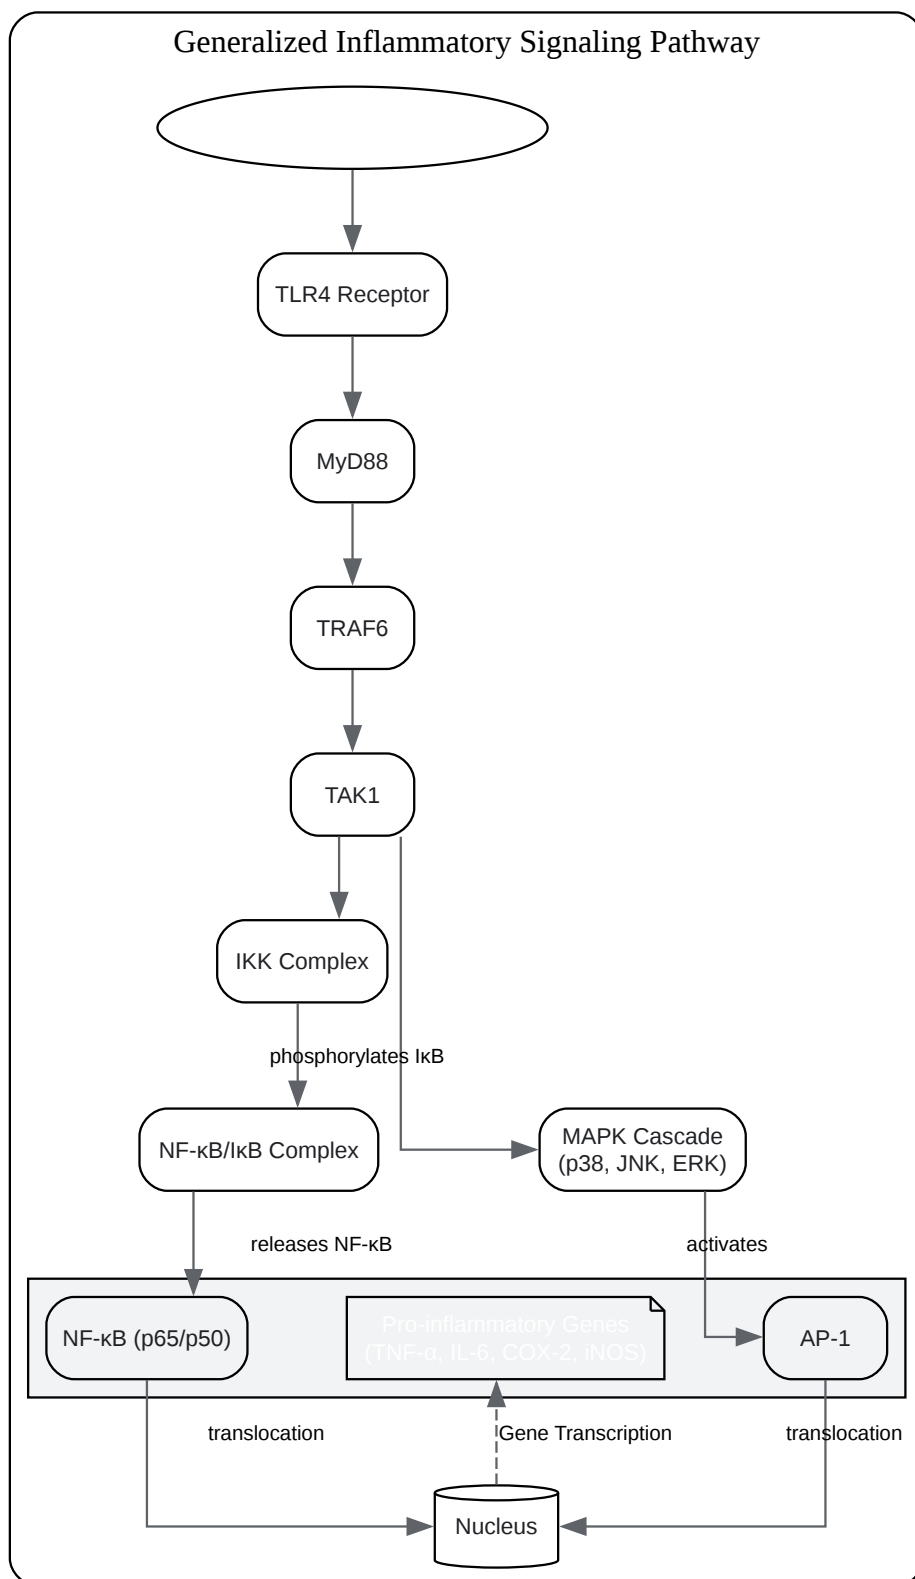 Generalized Inflammatory Signaling Pathway
TLR4 Receptor
MyD88
TRAF6
TAK1
IKK Complex
phosphorylates IκB
NF-κB/IκB Complex
MAPK Cascade
(p38, JNK, ERK)
releases NF-κB
activates
NF-κB (p65/p50)
Pro-inflammatory Genes
(TNF-α, IL-6, COX-2, iNOS)
AP-1
translocation
Gene Transcription
translocation
Nucleus